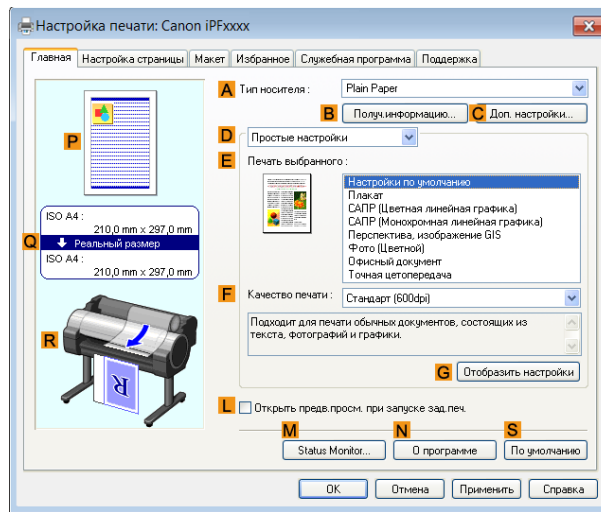 Настройка печати: Canon iPFxxxx
Главная Настройка страницы Макет Избранное Служебная программа Поддержка
A Тип носителя : Plain Paper
B Получ.информацию... C Доп. настройки...
P
D Простые настройки
E Печать выбранного :
Настройки по умолчанию
Плакат
САПР (Цветная линейная графика)
САПР (Монохромная линейная графика)
Перспектива, изображение GIS
Фото (Цветной)
Офисный документ
Точная цетопередача
ISO A4 :
210,0 mm x 297,0 mm
Q Реальный размер
ISO A4 :
210,0 mm x 297,0 mm
F Качество печати : Стандарт (600dpi)
Подходит для печати обычных документов, состоящих из
текста, фотографий и графики.
R
G Отобразить настройки
L Открыть предв.просм. при запуске зад.печ.
M N S
Status Monitor... О программе По умолчанию
OK Отмена Применить Справка